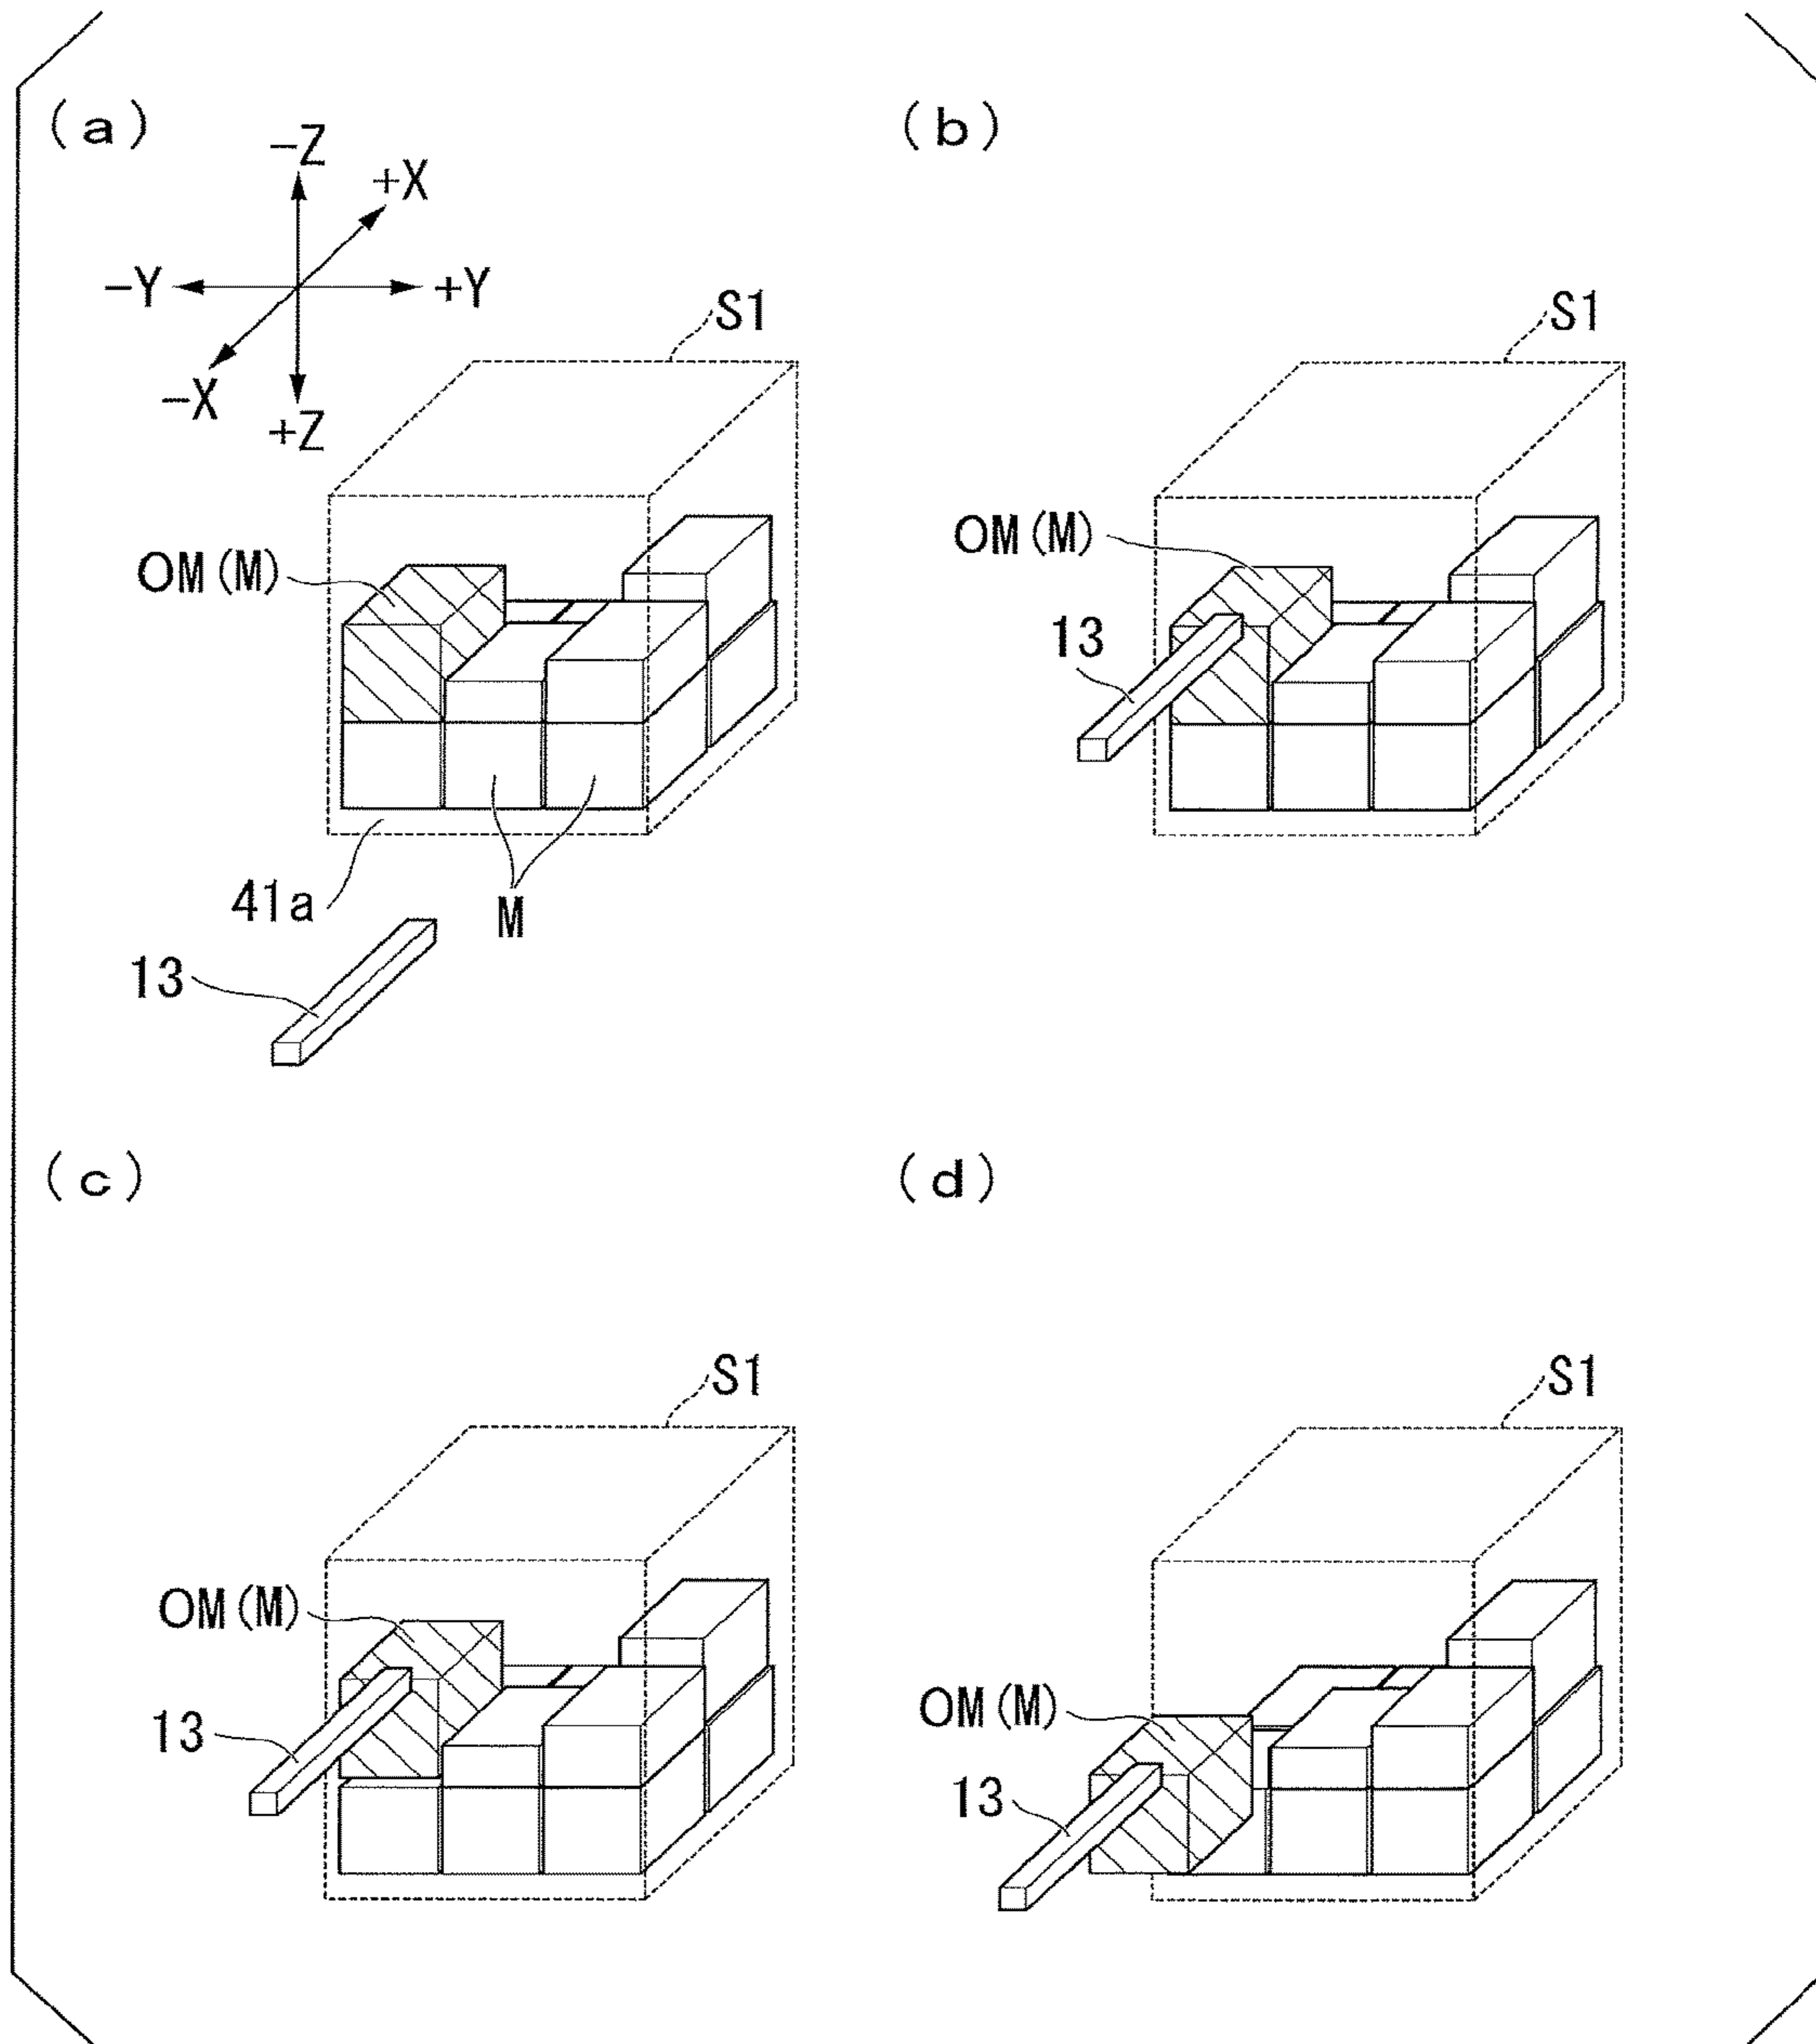 (a)
-Z
+X
-Y
+Y
-X
+Z
S1
OM(M)
41a
M
13
(b)
S1
OM(M)
13
(c)
S1
OM(M)
13
(d)
S1
OM(M)
13